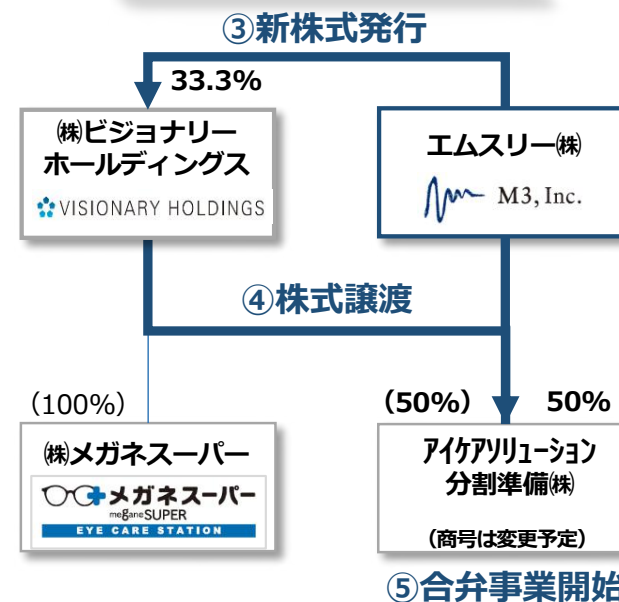 ③新株式発行
33.3%
㈱ビジョナリー
ホールディングス
VISIONARY HOLDINGS
エムスリー㈱
M3, Inc.
④株式譲渡
（100%）
㈱メガネスーパー
メガネスーパー
meganeSUPER
EYE CARE STATION
（50%） 50%
ｱｲｹｱｿﾘｭｰｼｮﾝ
分割準備㈱
（商号は変更予定）
⑤合弁事業開始